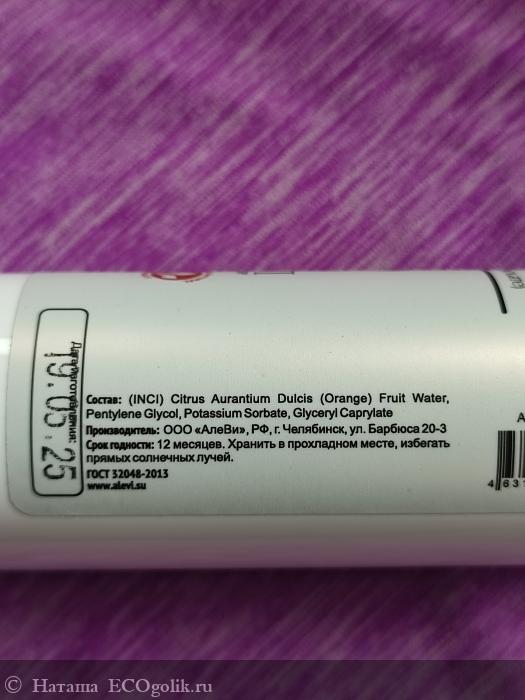 Состав: (INCI) Citrus Aurantium Dulcis (Orange) Fruit Water,
Pentylene Glycol, Potassium Sorbate, Glyceryl Caprylate
Производитель: ООО «АлеВи», РФ, г. Челябинск, ул. Барбюса 20-3
Срок годности: 12 месяцев. Хранить в прохладном месте, избегать
прямых солнечных лучей.
ГОСТ 32048-2013
www.alevi.su
Дата изготовления:
19.05.25
4631
© Наташа ECOgolik.ru